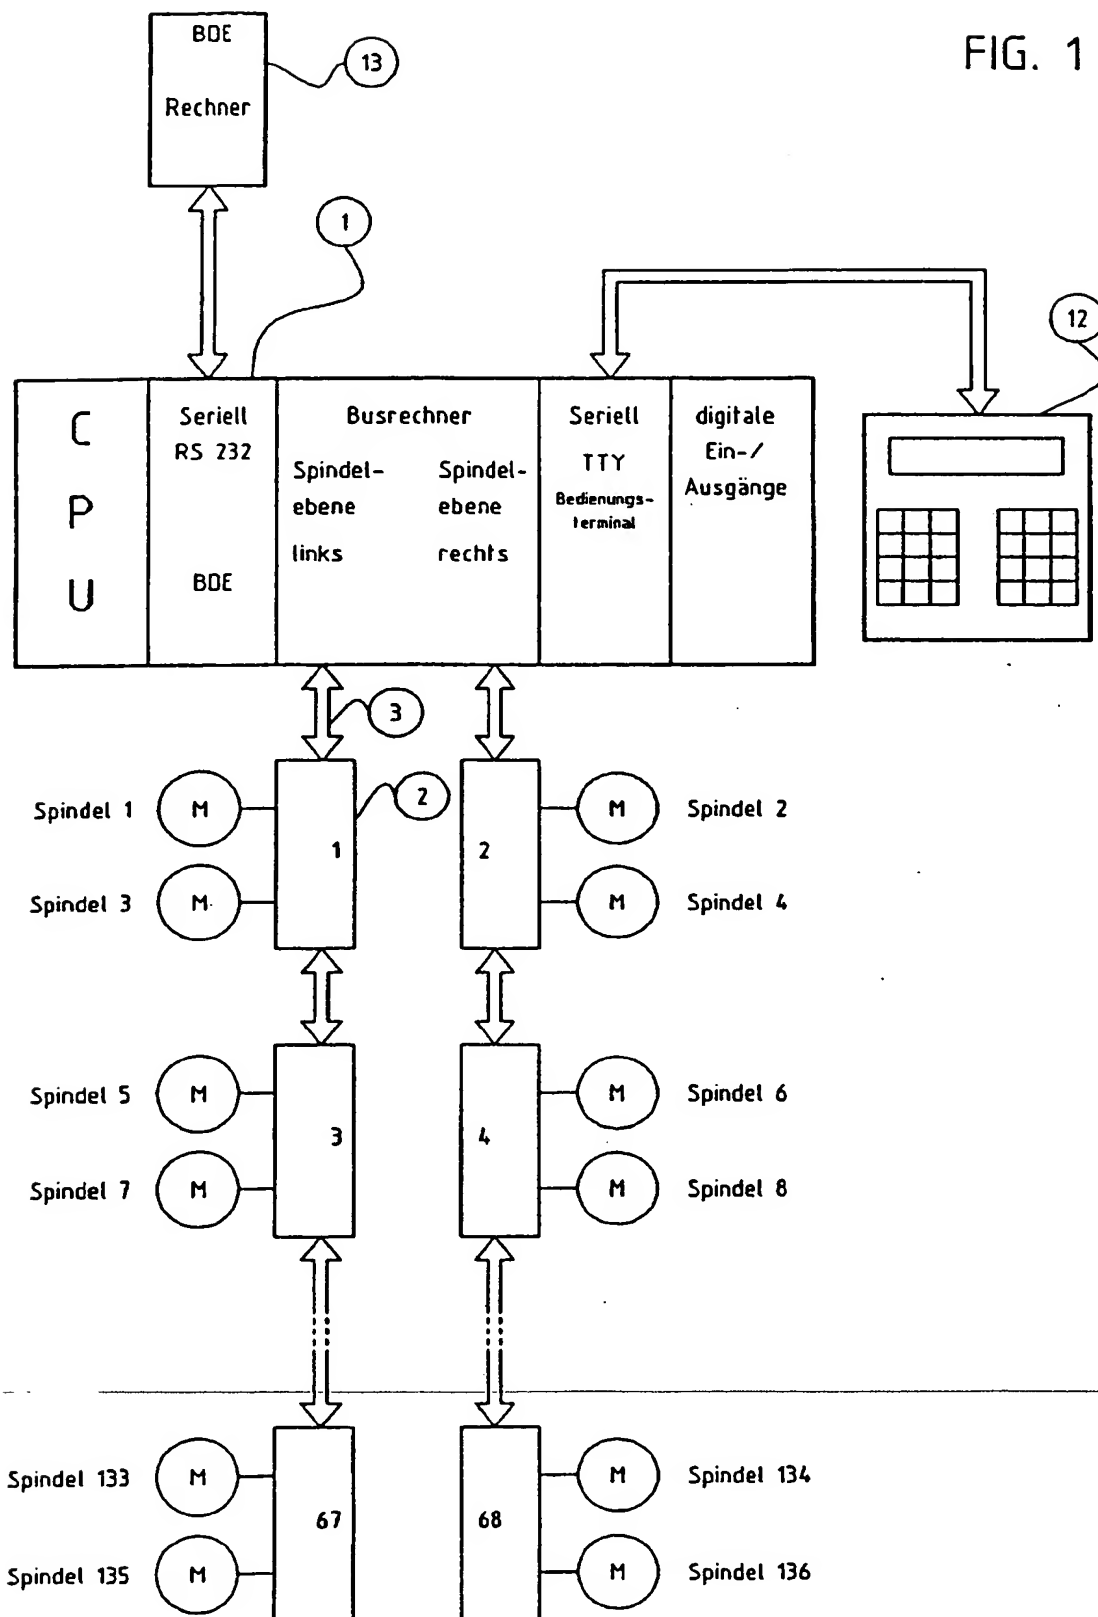 FIG. 1
BDE
Rechner
13
1
12
C
P
U
Seriell
RS 232
BDE
Busrechner
Spindel-
ebene
links
Spindel-
ebene
rechts
Seriell
TTY
Bedienungs-
terminal
digitale
Ein-/
Ausgänge
3
2
Spindel 1 M
1
2
M Spindel 2
Spindel 3 M
M Spindel 4
Spindel 5 M
3
4
M Spindel 6
Spindel 7 M
M Spindel 8
Spindel 133 M
67
68
M Spindel 134
Spindel 135 M
M Spindel 136